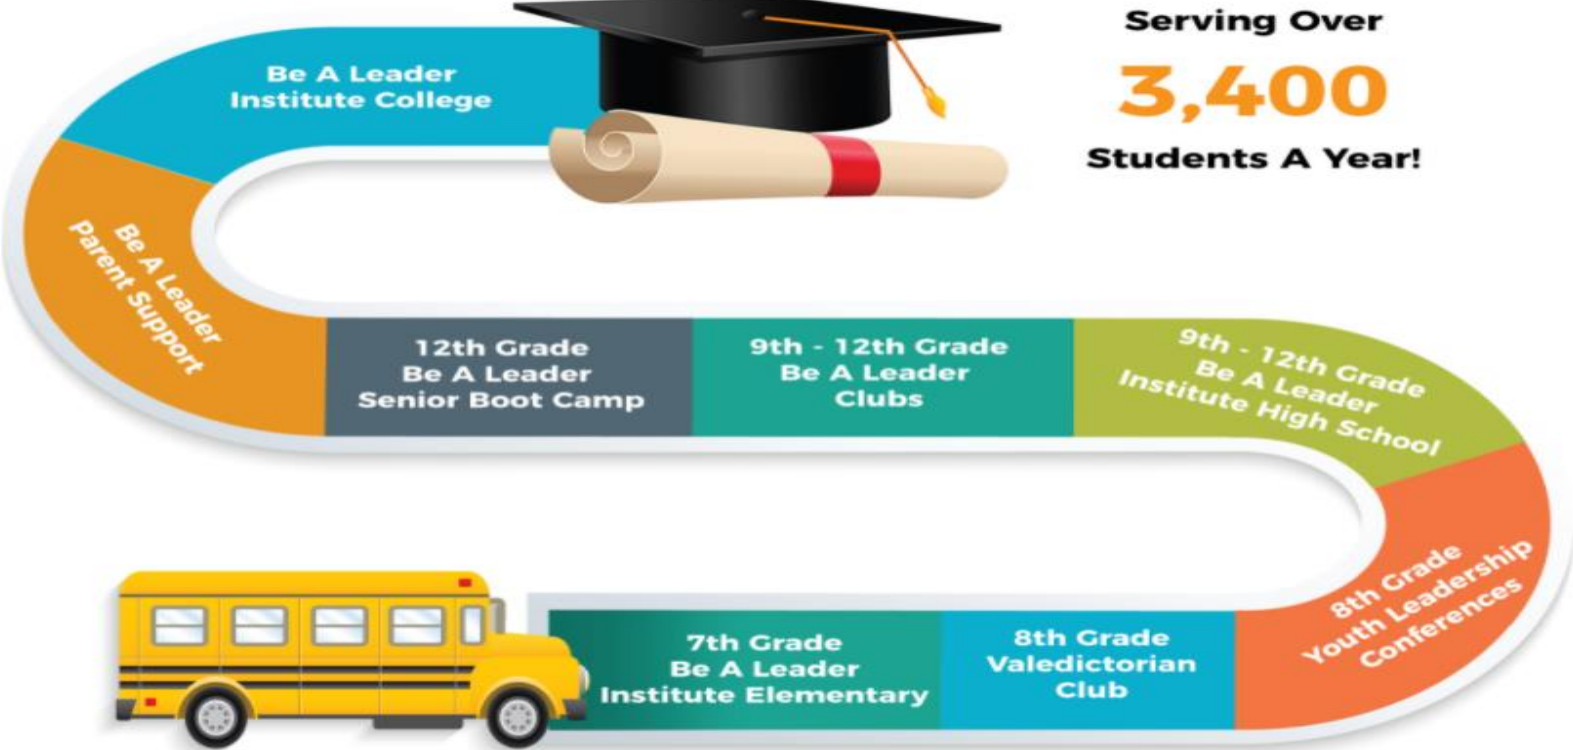 Be A Leader
Institute College
Serving Over
3,400
Students A Year!
Be A Leader
Parent Support
12th Grade
Be A Leader
Senior Boot Camp
9th - 12th Grade
Be A Leader
Clubs
9th - 12th Grade
Be A Leader
Institute High School
7th Grade
Be A Leader
Institute Elementary
8th Grade
Valedictorian
Club
8th Grade
Youth Leadership
Conferences